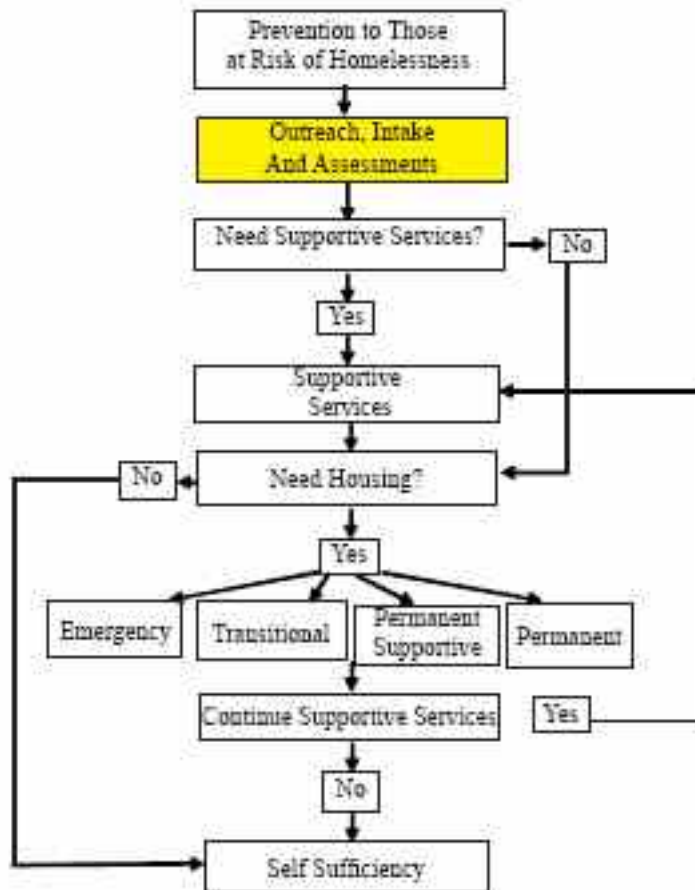 Prevention to Those
at Risk of Homelessness
Outreach, Intake
And Assessments
Need Supportive Services?
No
Yes
Supportive
Services
No
Need Housing?
Yes
Emergency
Transitional
Permanent
Supportive
Permanent
Continue Supportive Services
Yes
No
Self Sufficiency